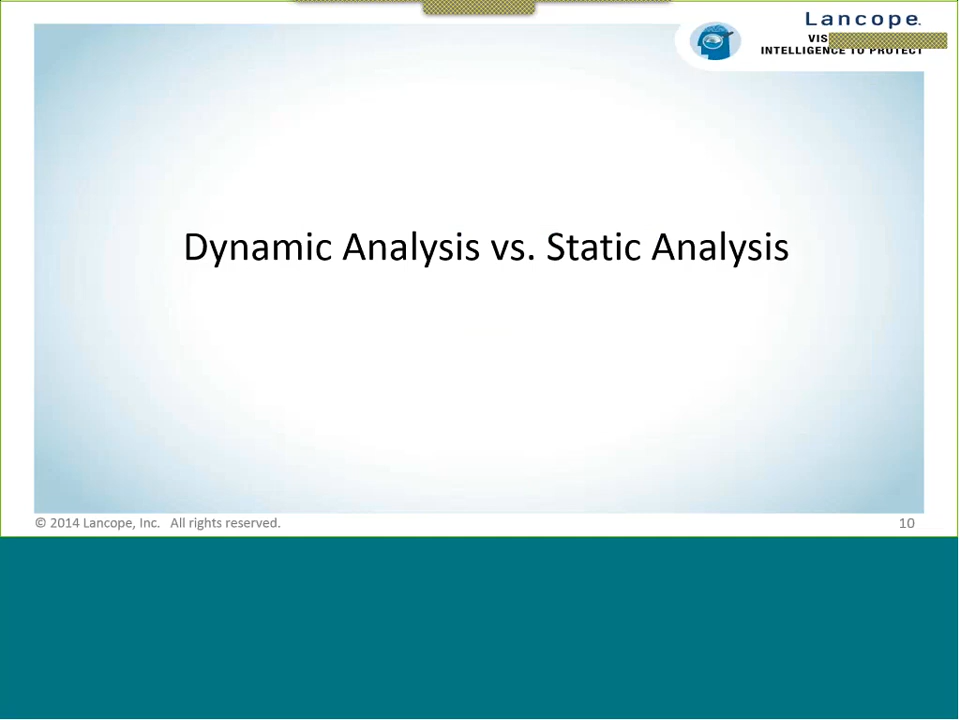 Lancope.
INTELLIGENCE TO PROTECT
Dynamic Analysis vs. Static Analysis
© 2014 Lancope, Inc. All rights reserved.
10